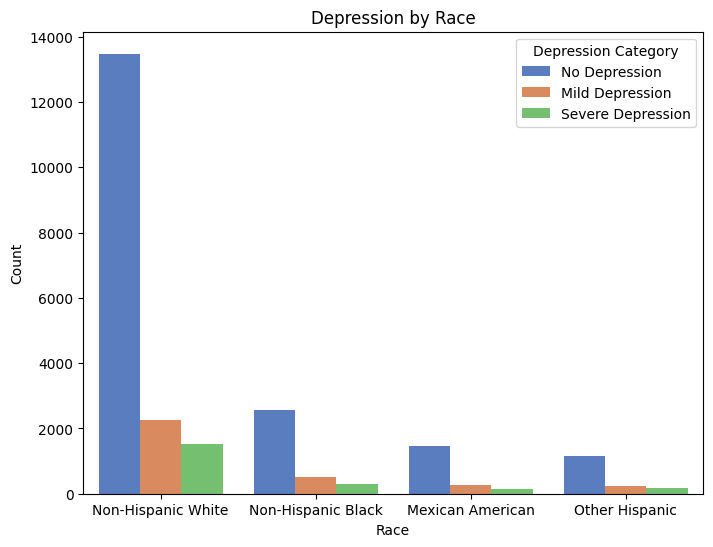 Depression by Race
Depression Category
No Depression
Mild Depression
Severe Depression
14000
12000
10000
8000
6000
4000
2000
0
Count
Non-Hispanic White
Non-Hispanic Black
Mexican American
Other Hispanic
Race